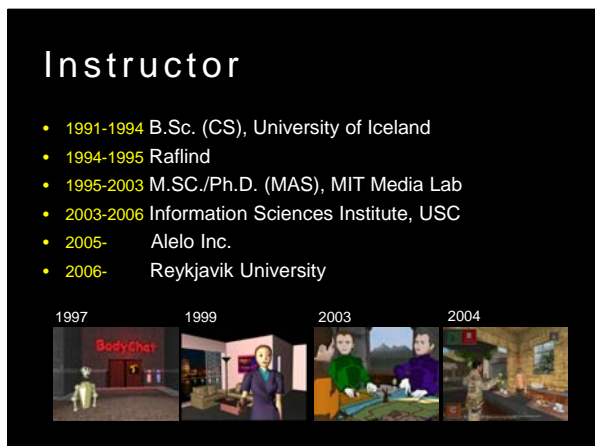 Instructor
• 1991-1994 B.Sc. (CS), University of Iceland
• 1994-1995 Raflind
• 1995-2003 M.SC./Ph.D. (MAS), MIT Media Lab
• 2003-2006 Information Sciences Institute, USC
• 2005- Alelo Inc.
• 2006- Reykjavik University
1997 1999 2003 2004
BodyChat